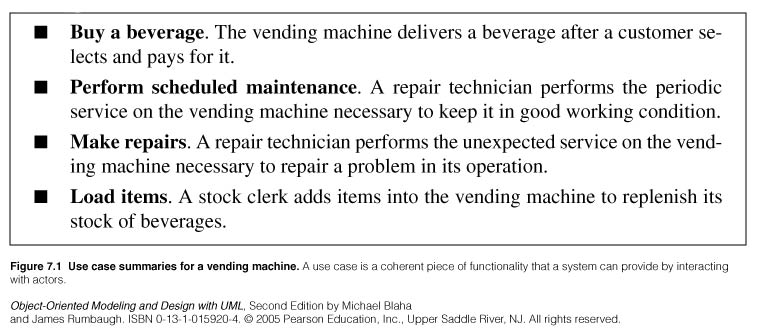 ■ Buy a beverage. The vending machine delivers a beverage after a customer se-
lects and pays for it.
■ Perform scheduled maintenance. A repair technician performs the periodic
service on the vending machine necessary to keep it in good working condition.
■ Make repairs. A repair technician performs the unexpected service on the vend-
ing machine necessary to repair a problem in its operation.
■ Load items. A stock clerk adds items into the vending machine to replenish its
stock of beverages.
Figure 7.1 Use case summaries for a vending machine. A use case is a coherent piece of functionality that a system can provide by interacting
with actors.
Object-Oriented Modeling and Design with UML, Second Edition by Michael Blaha
and James Rumbaugh. ISBN 0-13-1-015920-4. © 2005 Pearson Education, Inc., Upper Saddle River, NJ. All rights reserved.